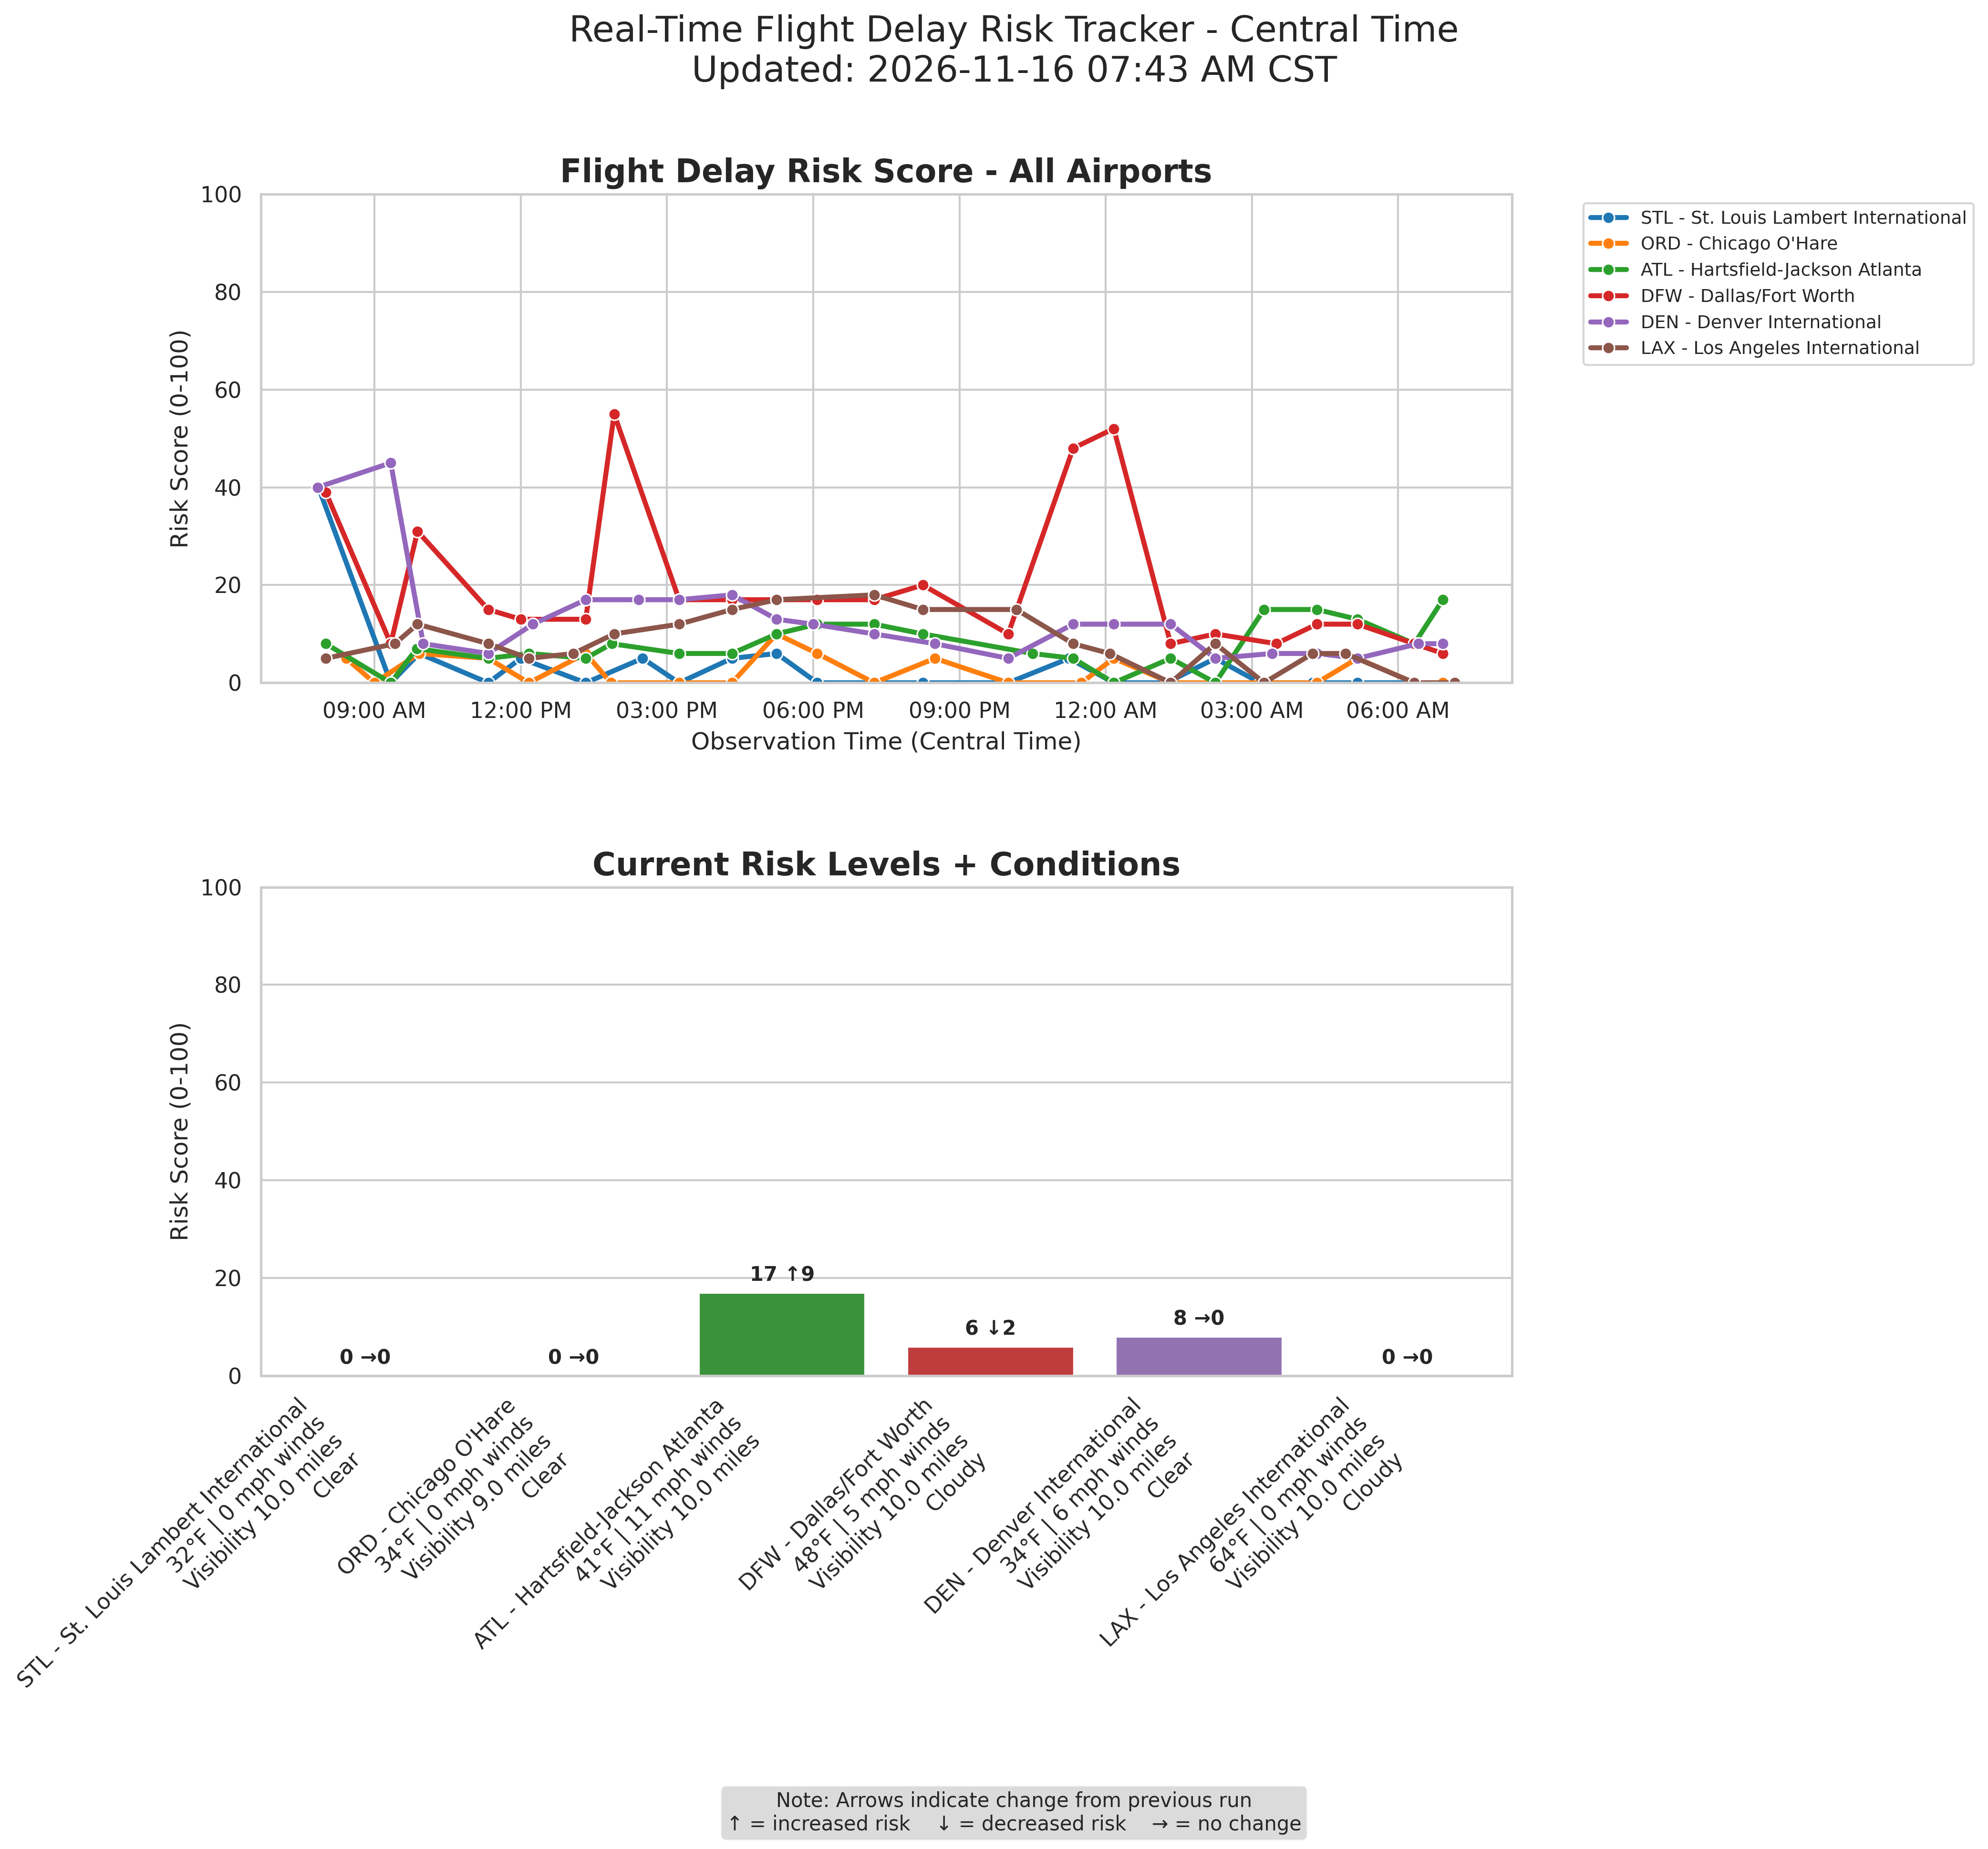 Real-Time Flight Delay Risk Tracker - Central Time
Updated: 2026-11-16 07:43 AM CST
Flight Delay Risk Score - All Airports
Risk Score (0-100)
100
80
60
40
20
0
09:00 AM
12:00 PM
03:00 PM
06:00 PM
09:00 PM
12:00 AM
03:00 AM
06:00 AM
Observation Time (Central Time)
STL - St. Louis Lambert International
ORD - Chicago O'Hare
ATL - Hartsfield-Jackson Atlanta
DFW - Dallas/Fort Worth
DEN - Denver International
LAX - Los Angeles International
Current Risk Levels + Conditions
Risk Score (0-100)
100
80
60
40
20
0
0 →0
0 →0
17 ↑9
6 ↓2
8 →0
0 →0
STL - St. Louis Lambert International
32°F | 0 mph winds
Visibility 10.0 miles
Clear
ORD - Chicago O'Hare
34°F | 0 mph winds
Visibility 9.0 miles
Clear
ATL - Hartsfield-Jackson Atlanta
41°F | 11 mph winds
Visibility 10.0 miles
DFW - Dallas/Fort Worth
48°F | 5 mph winds
Visibility 10.0 miles
Cloudy
DEN - Denver International
34°F | 6 mph winds
Visibility 10.0 miles
Clear
LAX - Los Angeles International
64°F | 0 mph winds
Visibility 10.0 miles
Cloudy
Note: Arrows indicate change from previous run
↑ = increased risk ↓ = decreased risk → = no change